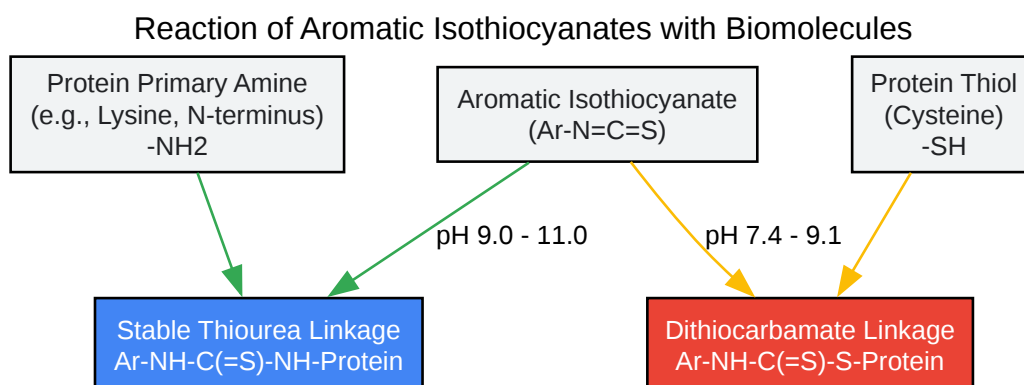 Reaction of Aromatic Isothiocyanates with Biomolecules
Protein Primary Amine
(e.g., Lysine, N-terminus)
-NH2
Aromatic Isothiocyanate
(Ar-N=C=S)
Protein Thiol
(Cysteine)
-SH
pH 9.0 - 11.0
pH 7.4 - 9.1
Stable Thiourea Linkage
Ar-NH-C(=S)-NH-Protein
Dithiocarbamate Linkage
Ar-NH-C(=S)-S-Protein